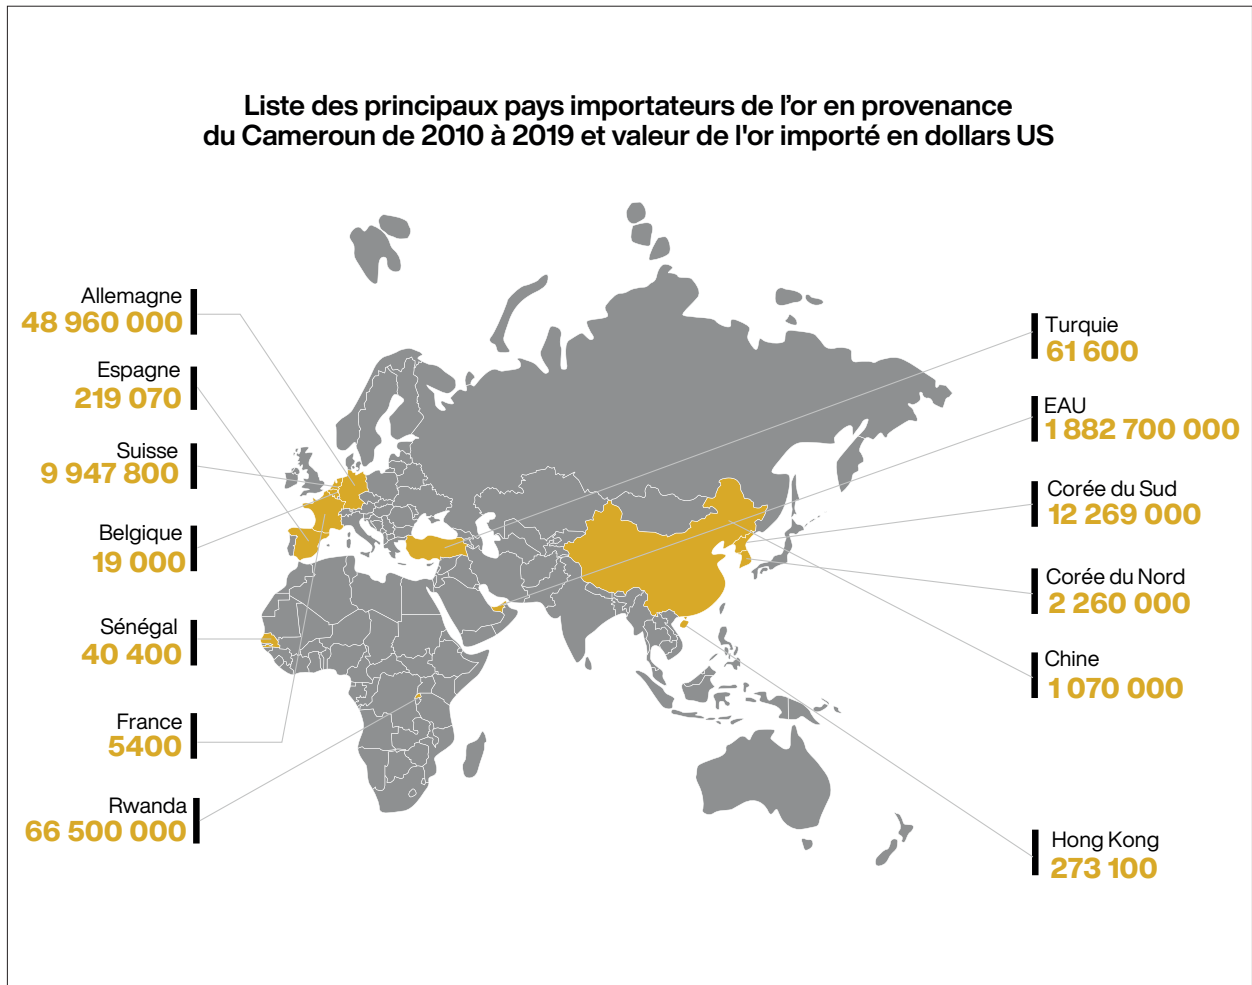 Liste des principaux pays importateurs de l’or en provenance
du Cameroun de 2010 à 2019 et valeur de l'or importé en dollars US
Allemagne
48 960 000
Espagne
219 070
Suisse
9 947 800
Belgique
19 000
Sénégal
40 400
France
5400
Rwanda
66 500 000
Turquie
61 600
EAU
1 882 700 000
Corée du Sud
12 269 000
Corée du Nord
2 260 000
Chine
1 070 000
Hong Kong
273 100